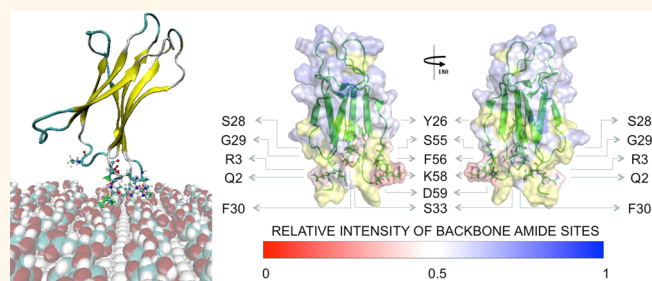 180
S28
G29
R3
Q2
F30
Y26
S55
F56
K58
D59
S33
S28
G29
R3
Q2
F30
RELATIVE INTENSITY OF BACKBONE AMIDE SITES
0 0.5 1